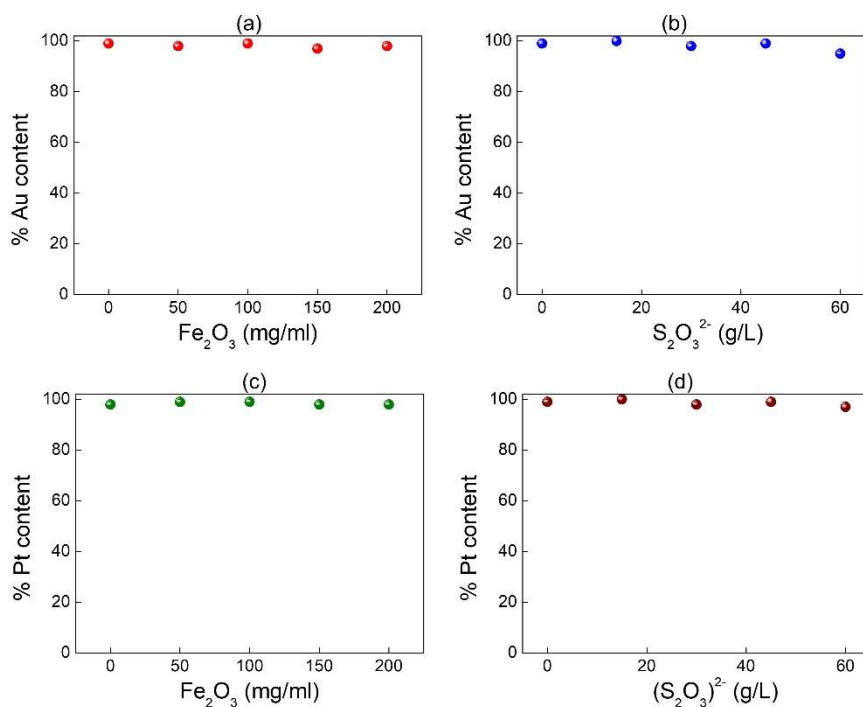 (a)
100
80
60
40
20
0
% Au content
0 50 100 150 200
Fe₂O₃ (mg/ml)
(b)
100
80
60
40
20
0
% Au content
0 20 40 60
S₂O₃²⁻ (g/L)
(c)
100
80
60
40
20
0
% Pt content
0 50 100 150 200
Fe₂O₃ (mg/ml)
(d)
100
80
60
40
20
0
% Pt content
0 20 40 60
(S₂O₃)²⁻ (g/L)